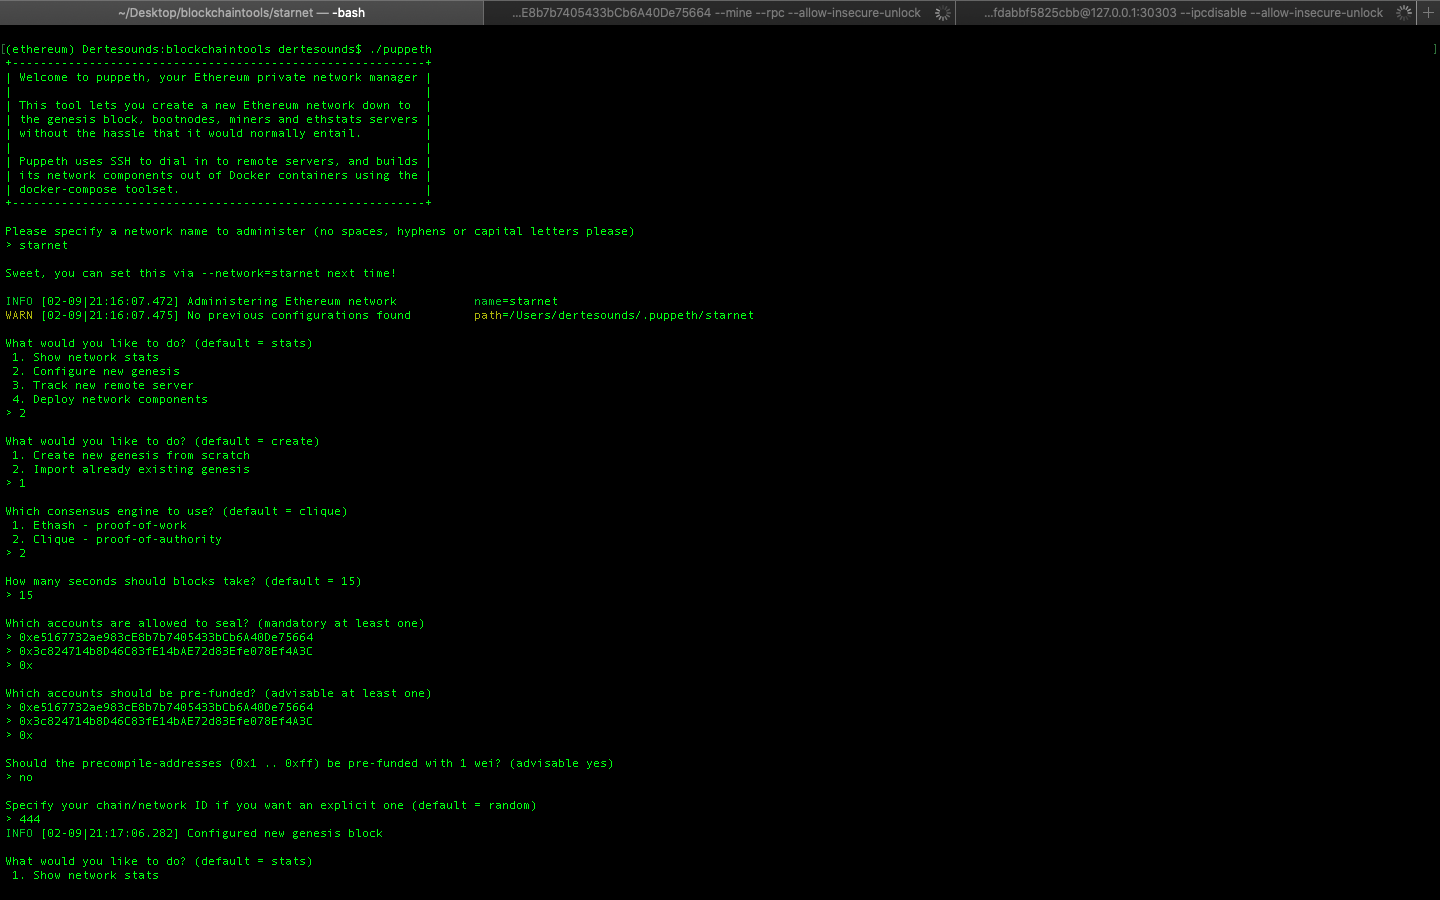 ~/Desktop/blockchaintools/starnet — -bash
...E8b7b7405433bCb6A40De75664 --mine --rpc --allow-insecure-unlock
...fdabbf5825cbb@127.0.0.1:30303 --ipcdisable --allow-insecure-unlock
+
[(ethereum) Dertesounds:blockchaintools dertesounds$ ./puppeth ]
+-----------------------------------------------------------+
| Welcome to puppeth, your Ethereum private network manager |
| |
| This tool lets you create a new Ethereum network down to |
| the genesis block, bootnodes, miners and ethstats servers |
| without the hassle that it would normally entail. |
| |
| Puppeth uses SSH to dial in to remote servers, and builds |
| its network components out of Docker containers using the |
| docker-compose toolset. |
+-----------------------------------------------------------+
Please specify a network name to administer (no spaces, hyphens or capital letters please)
> starnet
Sweet, you can set this via --network=starnet next time!
INFO [02-09|21:16:07.472] Administering Ethereum network name=starnet
WARN [02-09|21:16:07.475] No previous configurations found path=/Users/dertesounds/.puppeth/starnet
What would you like to do? (default = stats)
1. Show network stats
2. Configure new genesis
3. Track new remote server
4. Deploy network components
> 2
What would you like to do? (default = create)
1. Create new genesis from scratch
2. Import already existing genesis
> 1
Which consensus engine to use? (default = clique)
1. Ethash - proof-of-work
2. Clique - proof-of-authority
> 2
How many seconds should blocks take? (default = 15)
> 15
Which accounts are allowed to seal? (mandatory at least one)
> 0xe5167732ae983cE8b7b7405433bCb6A40De75664
> 0x3c824714b8D46C83fE14bAE72d83Efe078Ef4A3C
> 0x
Which accounts should be pre-funded? (advisable at least one)
> 0xe5167732ae983cE8b7b7405433bCb6A40De75664
> 0x3c824714b8D46C83fE14bAE72d83Efe078Ef4A3C
> 0x
Should the precompile-addresses (0x1 .. 0xff) be pre-funded with 1 wei? (advisable yes)
> no
Specify your chain/network ID if you want an explicit one (default = random)
> 444
INFO [02-09|21:17:06.282] Configured new genesis block
What would you like to do? (default = stats)
1. Show network stats